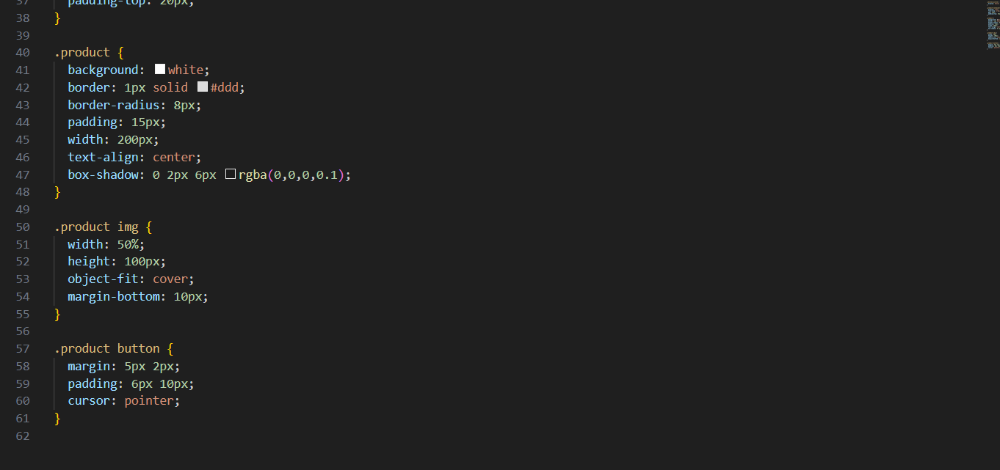 37 padding-top: 20px;
38 }
39
40 .product {
41 background: white;
42 border: 1px solid #ddd;
43 border-radius: 8px;
44 padding: 15px;
45 width: 200px;
46 text-align: center;
47 box-shadow: 0 2px 6px rgba(0,0,0,0.1);
48 }
49
50 .product img {
51 width: 50%;
52 height: 100px;
53 object-fit: cover;
54 margin-bottom: 10px;
55 }
56
57 .product button {
58 margin: 5px 2px;
59 padding: 6px 10px;
60 cursor: pointer;
61 }
62